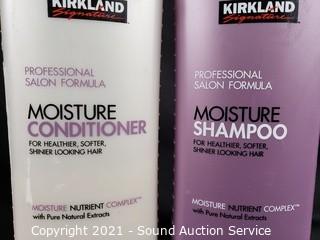 KIRKLAND
Signature
PROFESSIONAL
SALON FORMULA
MOISTURE
CONDITIONER
FOR HEALTHIER, SOFTER,
SHINIER LOOKING HAIR
MOISTURE NUTRIENT COMPLEX™
with Pure Natural Extracts
KIRKLAND
Signature
PROFESSIONAL
SALON FORMULA
MOISTURE
SHAMPOO
FOR HEALTHIER, SOFTER,
SHINIER LOOKING HAIR
MOISTURE NUTRIENT COMPLEX™
with Pure Natural Extracts
Copyright 2021 - Sound Auction Service